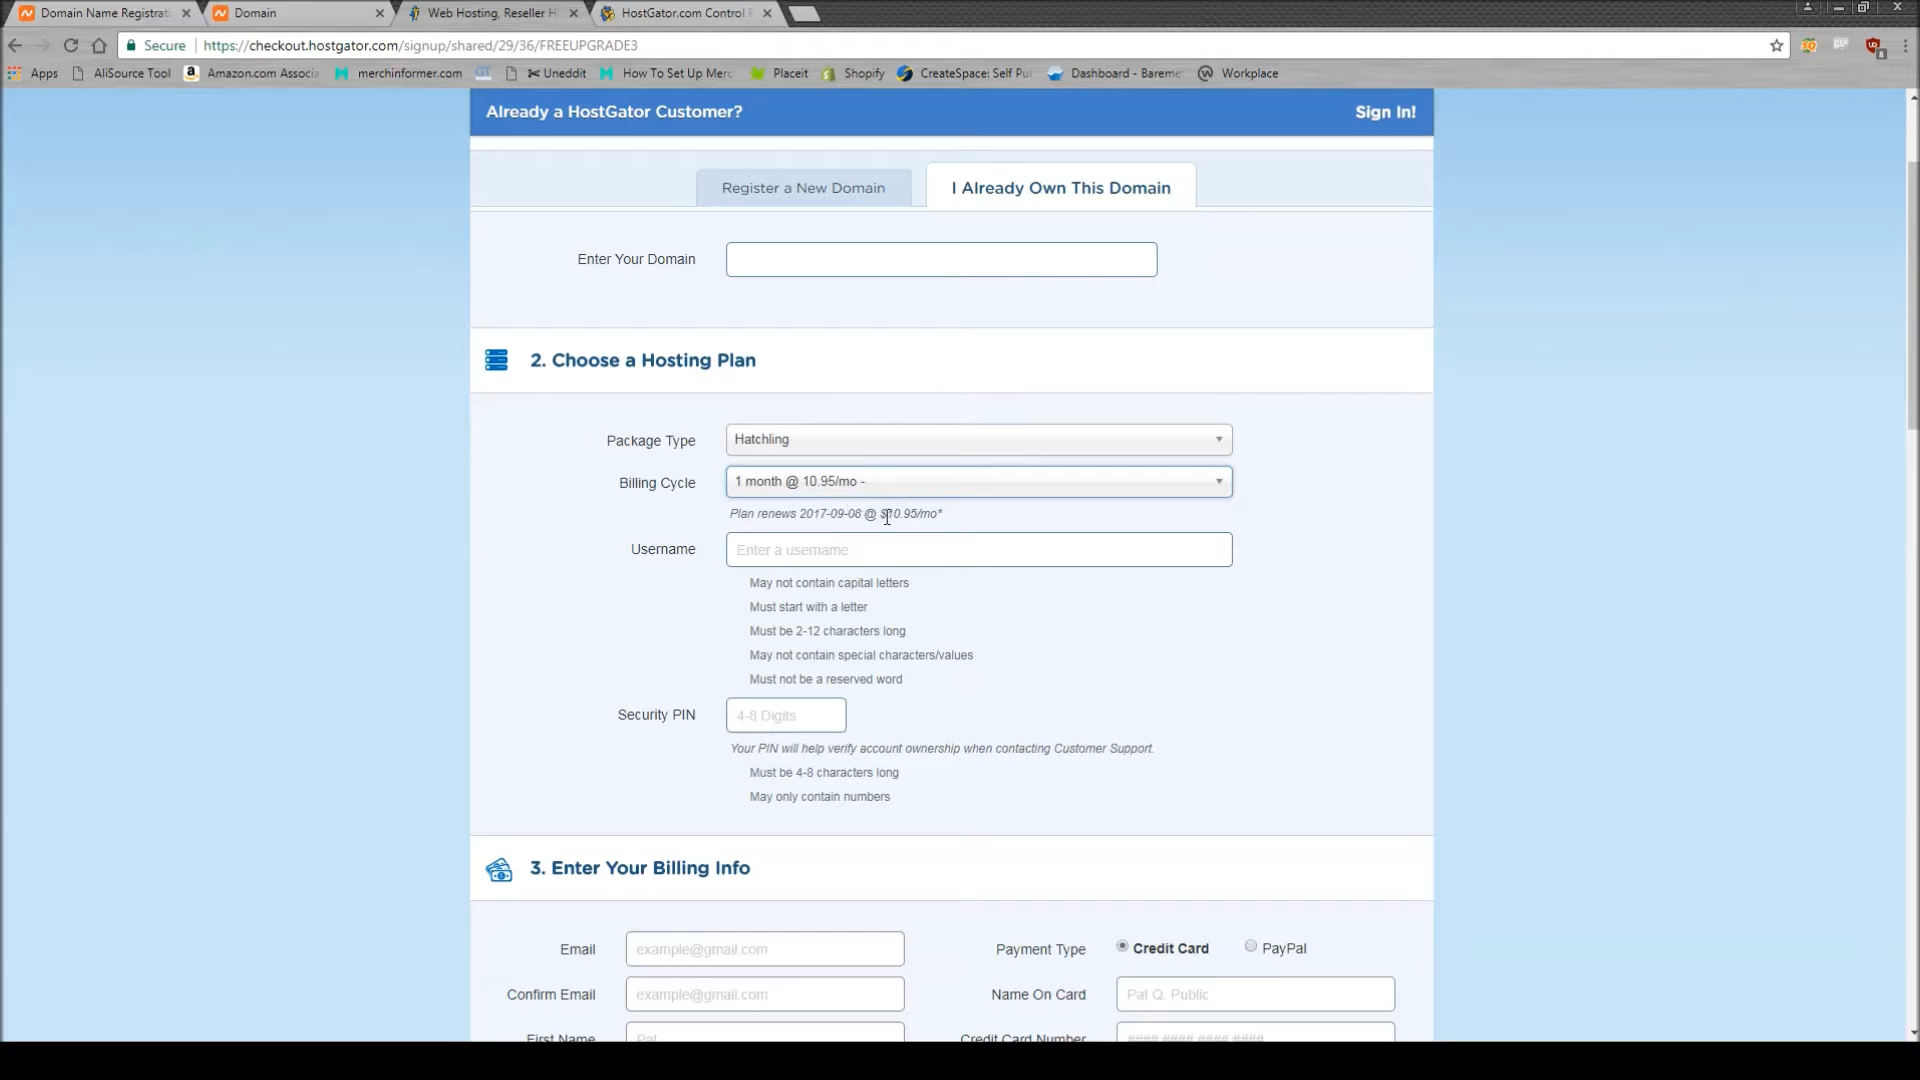 Domain Name Registrati
Domain
Web Hosting, Reseller H
HostGator.com Control P
Secure
https://checkout.hostgator.com/signup/shared/29/36/FREEUPGRADE3
Apps
AliSource Tool
Amazon.com Associa
merchinformer.com
Uneddit
How To Set Up Merc
Placeit
Shopify
CreateSpace: Self Pu
Dashboard - Bareme
Workplace
Already a HostGator Customer?
Sign In!
Register a New Domain
I Already Own This Domain
Enter Your Domain
2. Choose a Hosting Plan
Package Type
Hatchling
Billing Cycle
1 month @ 10.95/mo -
Plan renews 2017-09-08 @ $10.95/mo*
Username
Enter a username
May not contain capital letters
Must start with a letter
Must be 2-12 characters long
May not contain special characters/values
Must not be a reserved word
Security PIN
4-8 Digits
Your PIN will help verify account ownership when contacting Customer Support.
Must be 4-8 characters long
May only contain numbers
3. Enter Your Billing Info
Email
example@gmail.com
Payment Type
Credit Card
PayPal
Confirm Email
example@gmail.com
Name On Card
Pat Q. Public
First Name
Pat
Credit Card Number
#### #### #### ####